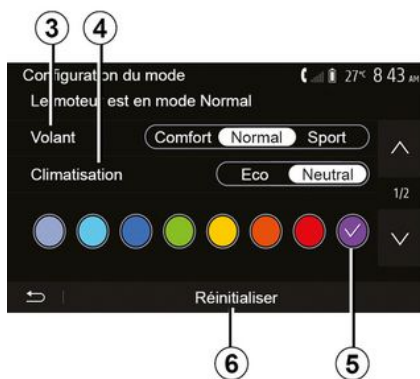 3 4
Configuration du mode 27°C 8 43 AM
Le moteur est en mode Normal
Volant Comfort Normal Sport
Climatisation Eco Neutral
1/2
Réinitialiser
6 5